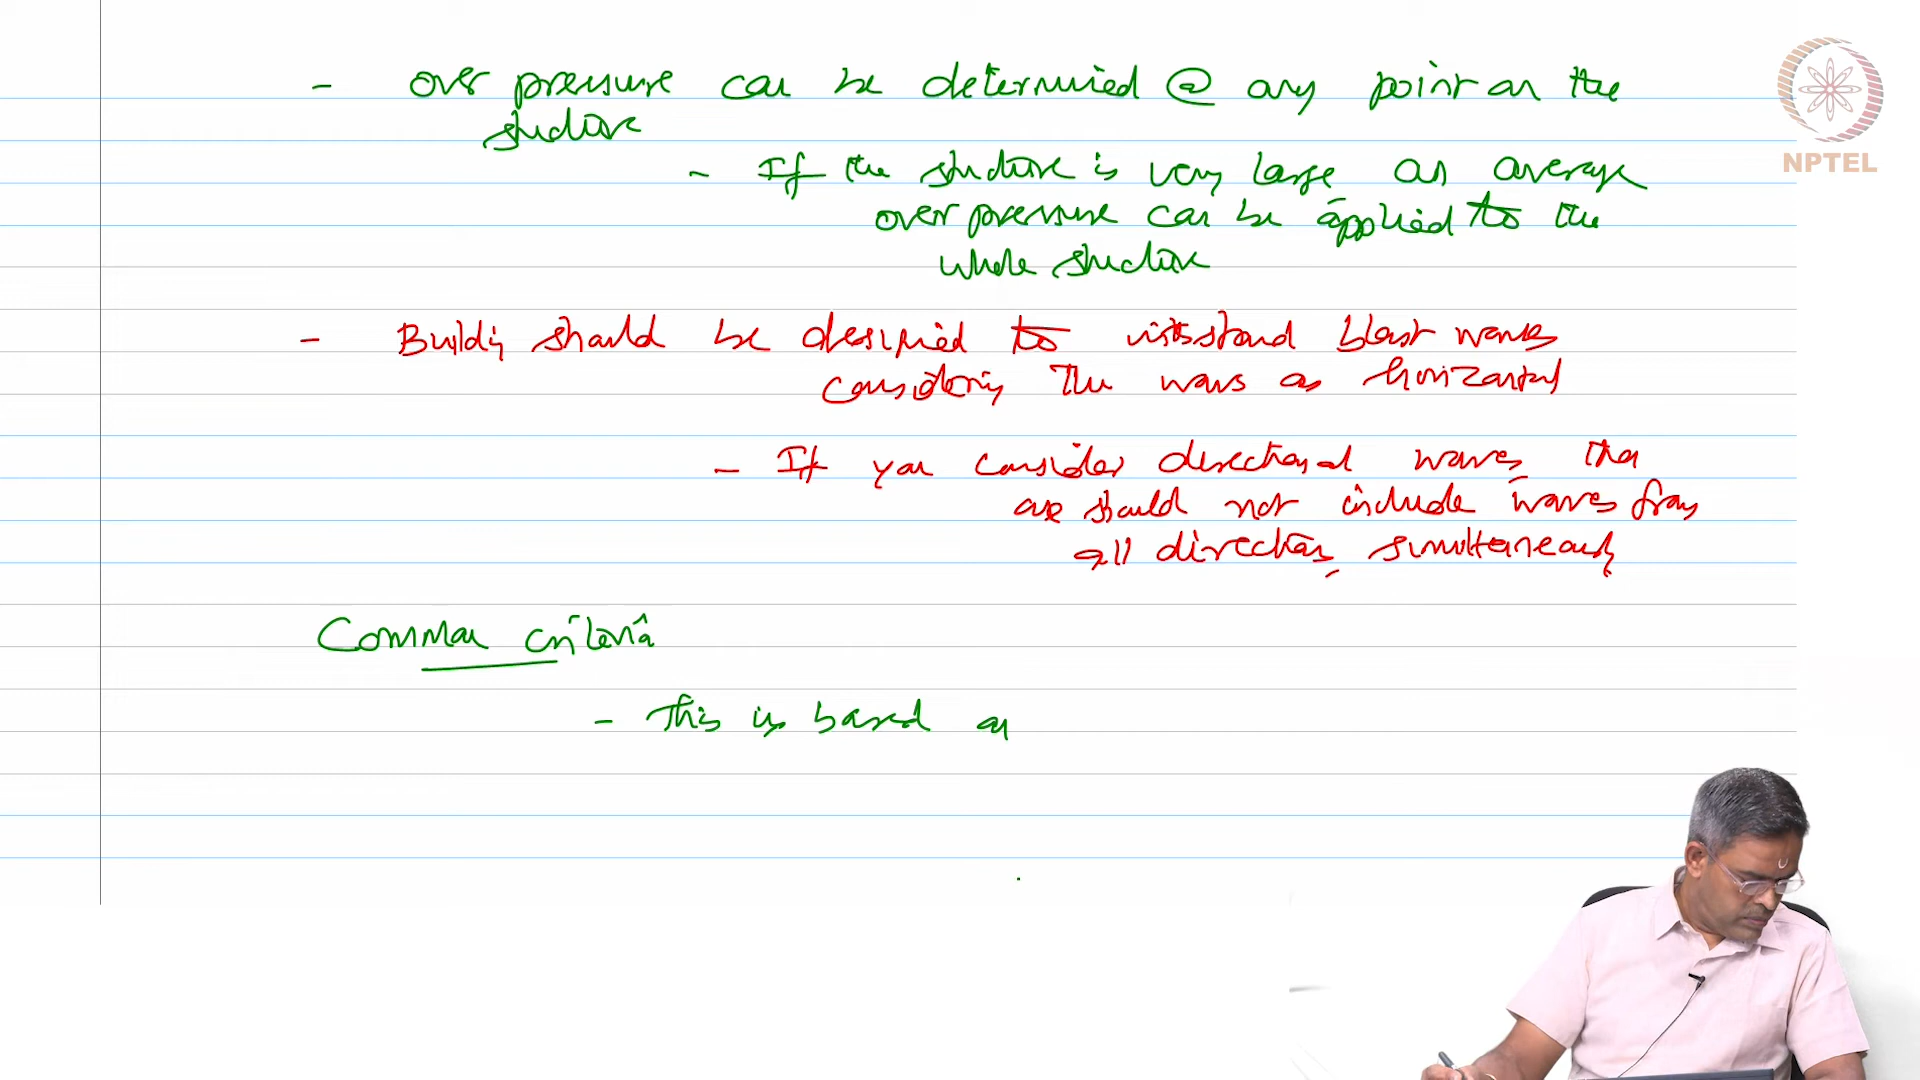 - over pressure can be determined @ any point on the
structure
- If the structure is very large an average
over pressure can be applied to the
whole structure
- Building should be designed to withstand blast waves
considering the waves as horizontal
- If you consider directional waves, then
one should not include waves from
all directions simultaneously
Common criteria
- This is based on
NPTEL